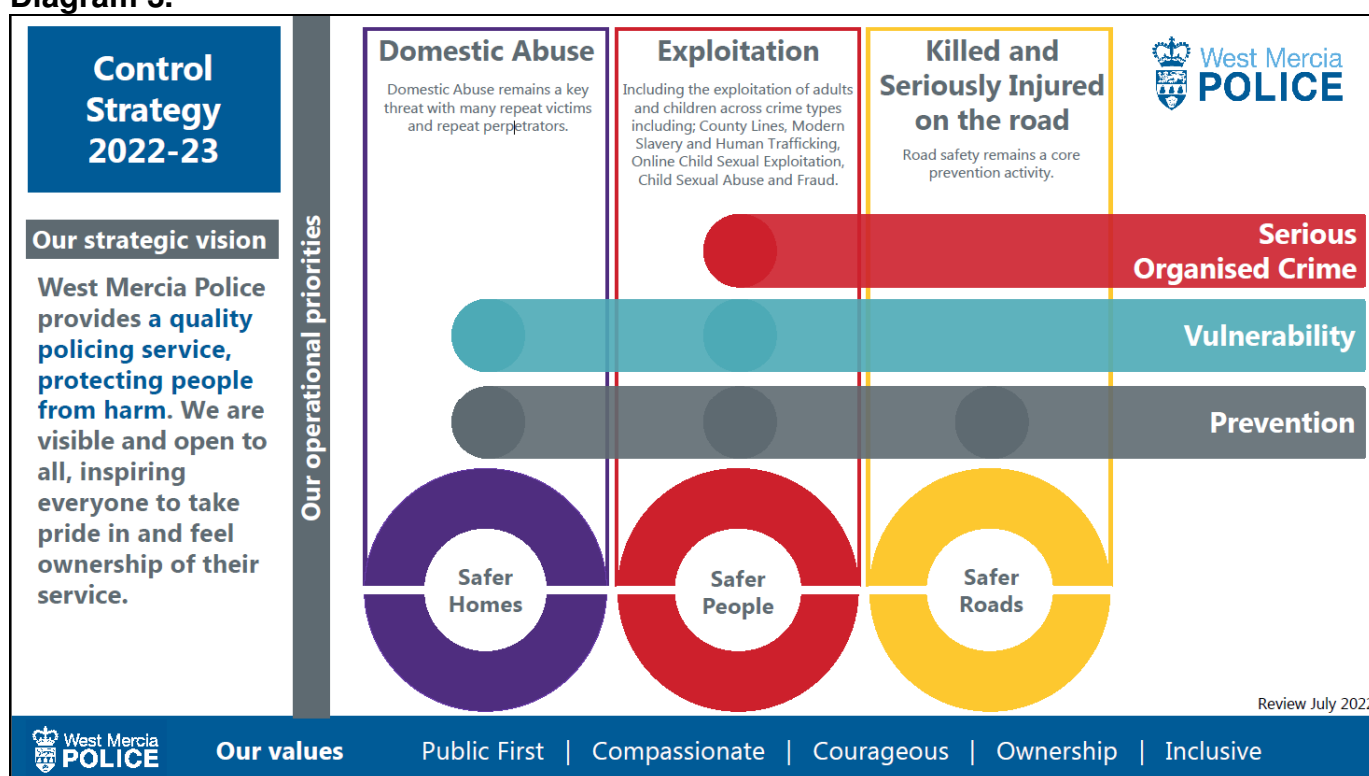 Diagram 3.
Control
Strategy
2022-23
Our strategic vision
West Mercia Police
provides a quality
policing service,
protecting people
from harm. We are
visible and open to
all, inspiring
everyone to take
pride in and feel
ownership of their
service.
Our operational priorities
Domestic Abuse
Domestic Abuse remains a key
threat with many repeat victims
and repeat perpetrators.
Exploitation
Including the exploitation of adults
and children across crime types
including; County Lines, Modern
Slavery and Human Trafficking,
Online Child Sexual Exploitation,
Child Sexual Abuse and Fraud.
Killed and
Seriously Injured
on the road
Road safety remains a core
prevention activity.
West Mercia
POLICE
Serious
Organised Crime
Vulnerability
Prevention
Safer
Homes
Safer
People
Safer
Roads
Review July 2022
West Mercia
POLICE
Our values
Public First | Compassionate | Courageous | Ownership | Inclusive